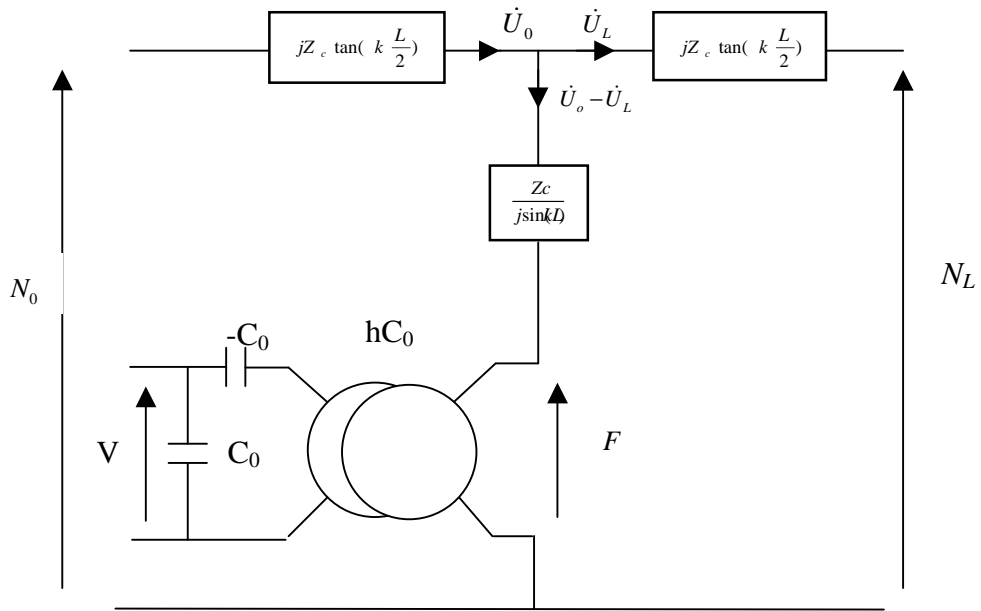 jZ_c tan( k L/2 )
U̇_0
U̇_L
jZ_c tan( k L/2 )
U̇_o – U̇_L
Zc / jsin(kL)
N_0
N_L
-C_0
hC_0
V
C_0
F